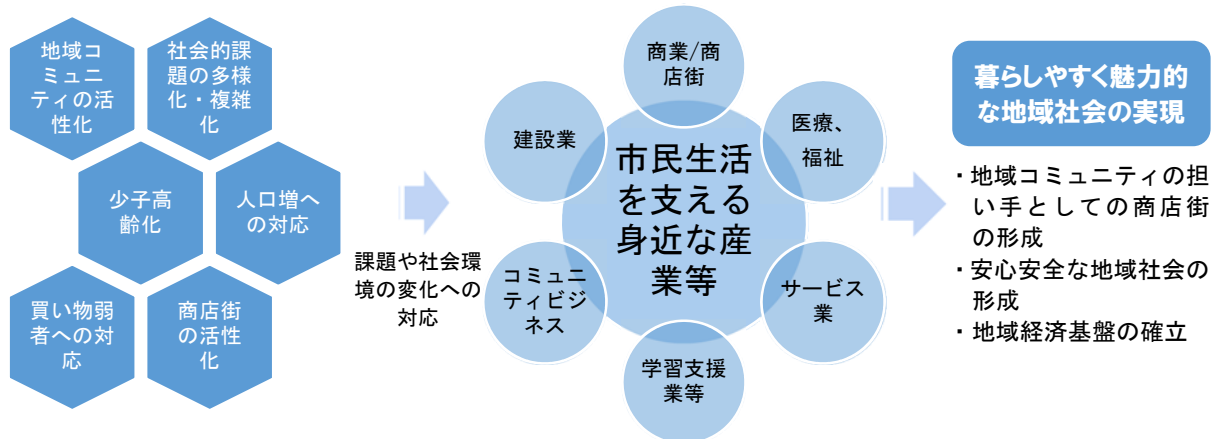 地域コ
ミュニ
ティの活
性化
社会的課
題の多様
化・複雑
化
少子高
齢化
人口増へ
の対応
買い物弱
者への対
応
商店街
の活性
化
課題や社会環
境の変化への
対応
商業/商
店街
建設業
医療、
福祉
市民生活
を支える
身近な産
業等
コミュニ
ティビジ
ネス
サービス
業
学習支援
業等
暮らしやすく魅力的
な地域社会の実現
・地域コミュニティの担
い手としての商店街
の形成
・安心安全な地域社会の
形成
・地域経済基盤の確立